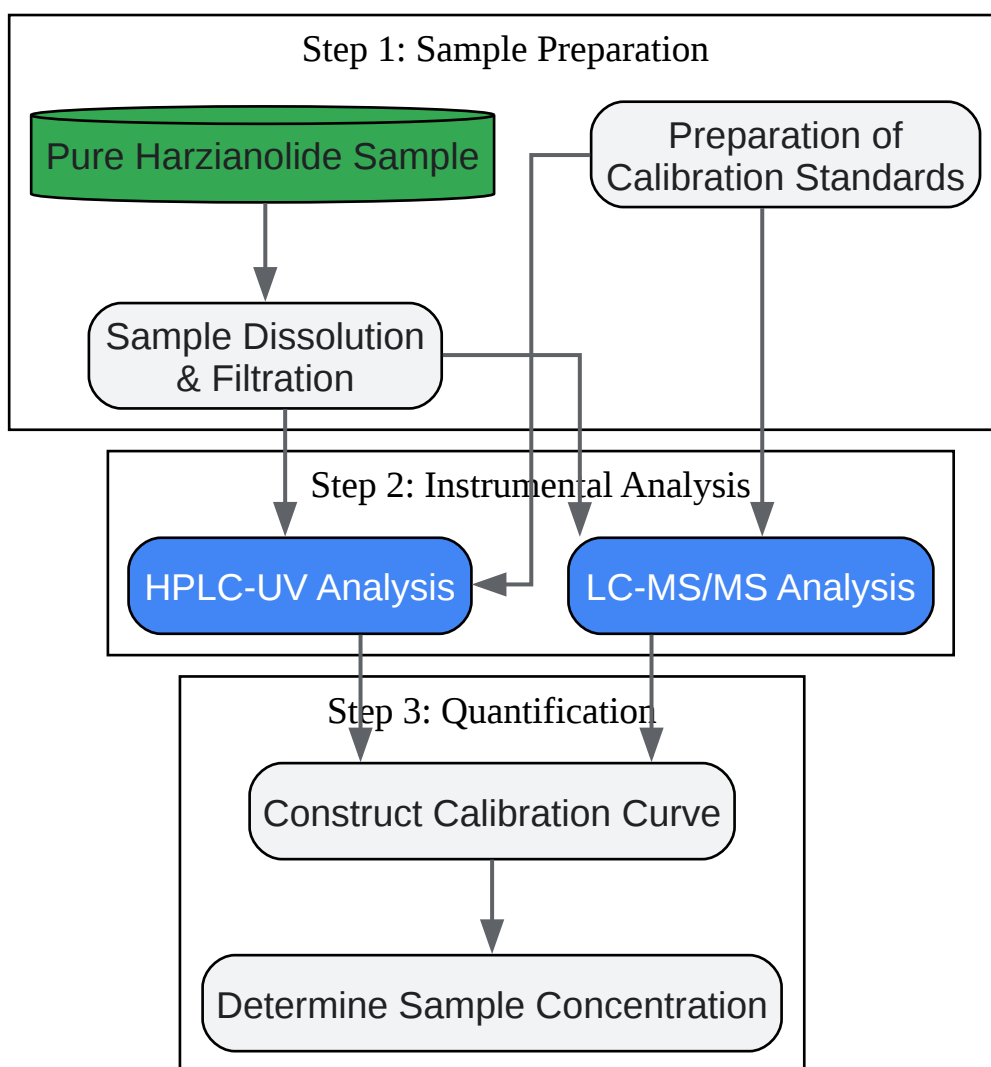 Step 1: Sample Preparation
Pure Harzianolide Sample
Preparation of
Calibration Standards
Sample Dissolution
& Filtration
Step 2: Instrumental Analysis
HPLC-UV Analysis
LC-MS/MS Analysis
Step 3: Quantification
Construct Calibration Curve
Determine Sample Concentration